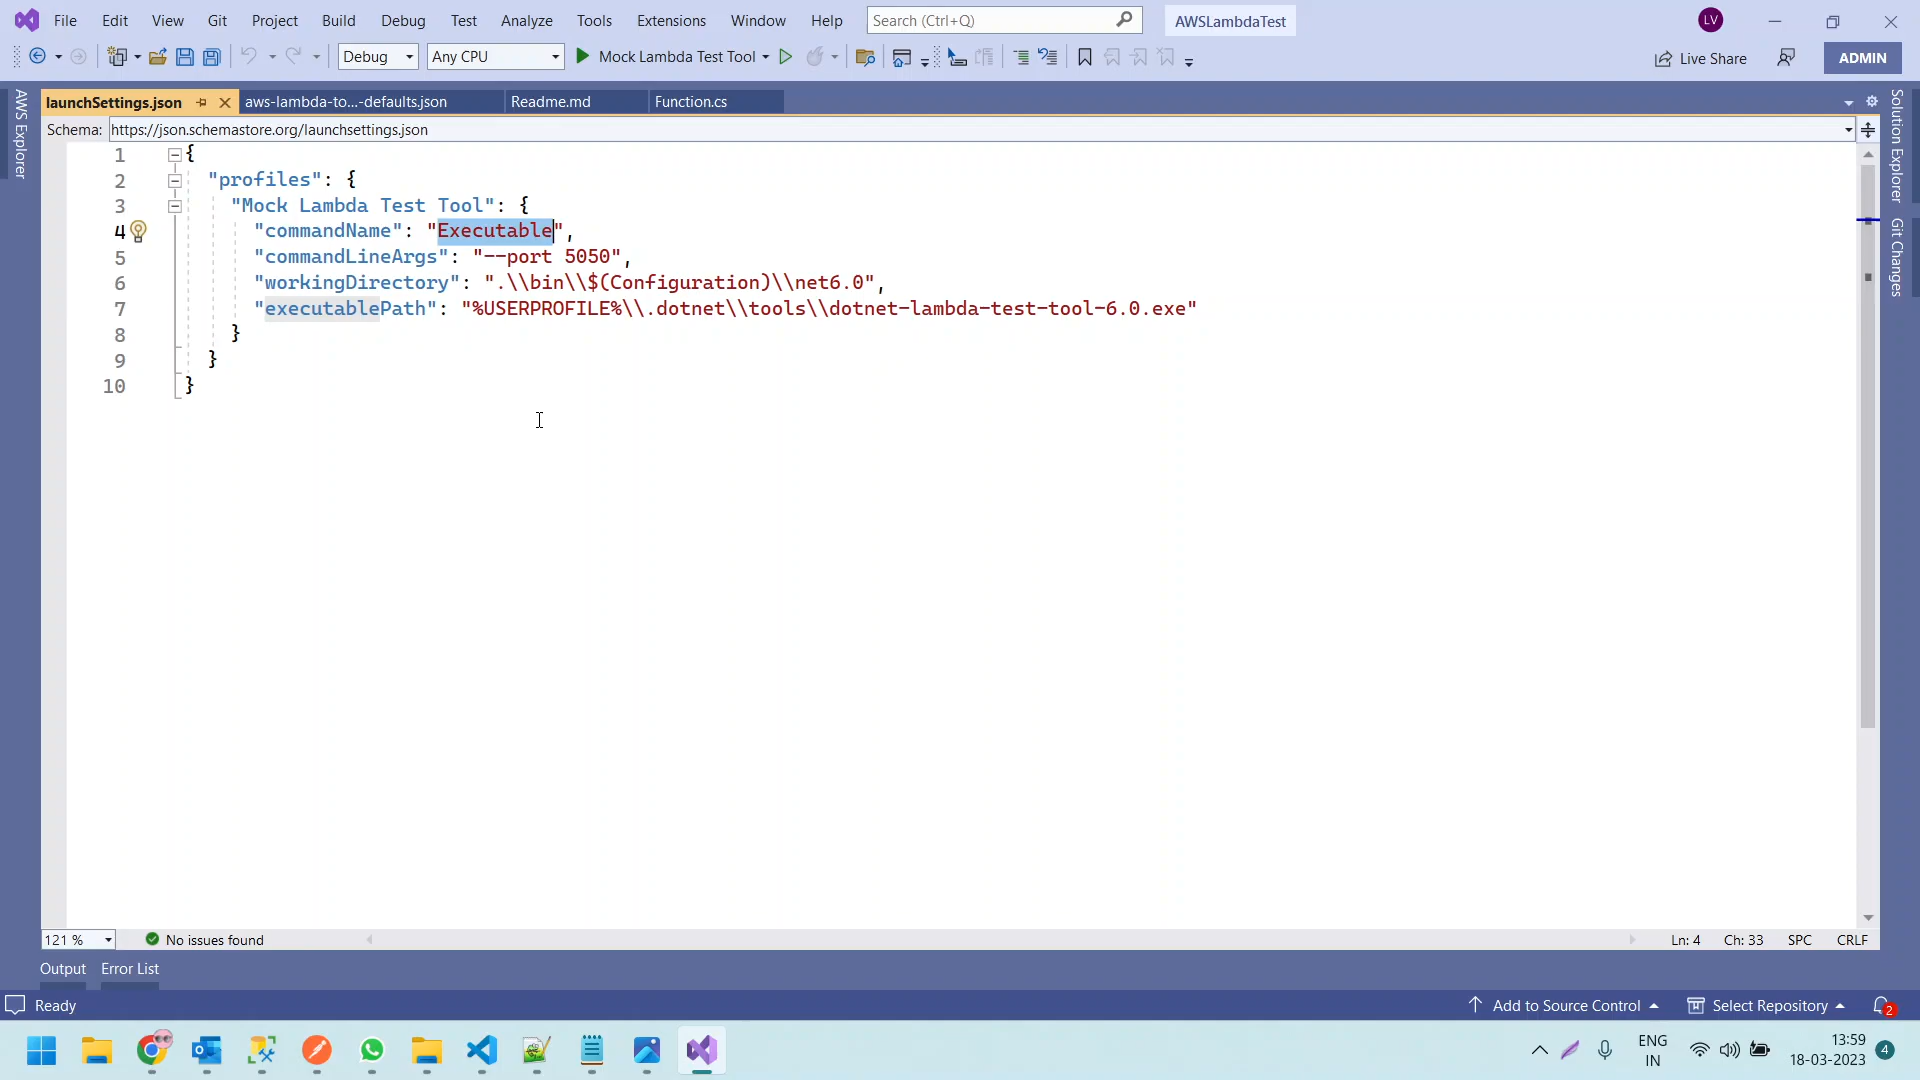 File Edit View Git Project Build Debug Test Analyze Tools Extensions Window Help Search (Ctrl+Q) AWSLambdaTest LV
Debug Any CPU Mock Lambda Test Tool Live Share ADMIN
launchSettings.json aws-lambda-to...-defaults.json Readme.md Function.cs
Schema: https://json.schemastore.org/launchsettings.json
AWS Explorer
Solution Explorer
Git Changes
1 {
2 "profiles": {
3 "Mock Lambda Test Tool": {
4 "commandName": "Executable",
5 "commandLineArgs": "--port 5050",
6 "workingDirectory": ".\\bin\\$(Configuration)\\net6.0",
7 "executablePath": "%USERPROFILE%\\.dotnet\\tools\\dotnet-lambda-test-tool-6.0.exe"
8 }
9 }
10 }
121 % No issues found Ln: 4 Ch: 33 SPC CRLF
Output Error List
Ready Add to Source Control Select Repository 2
ENG 13:59
IN 18-03-2023 4